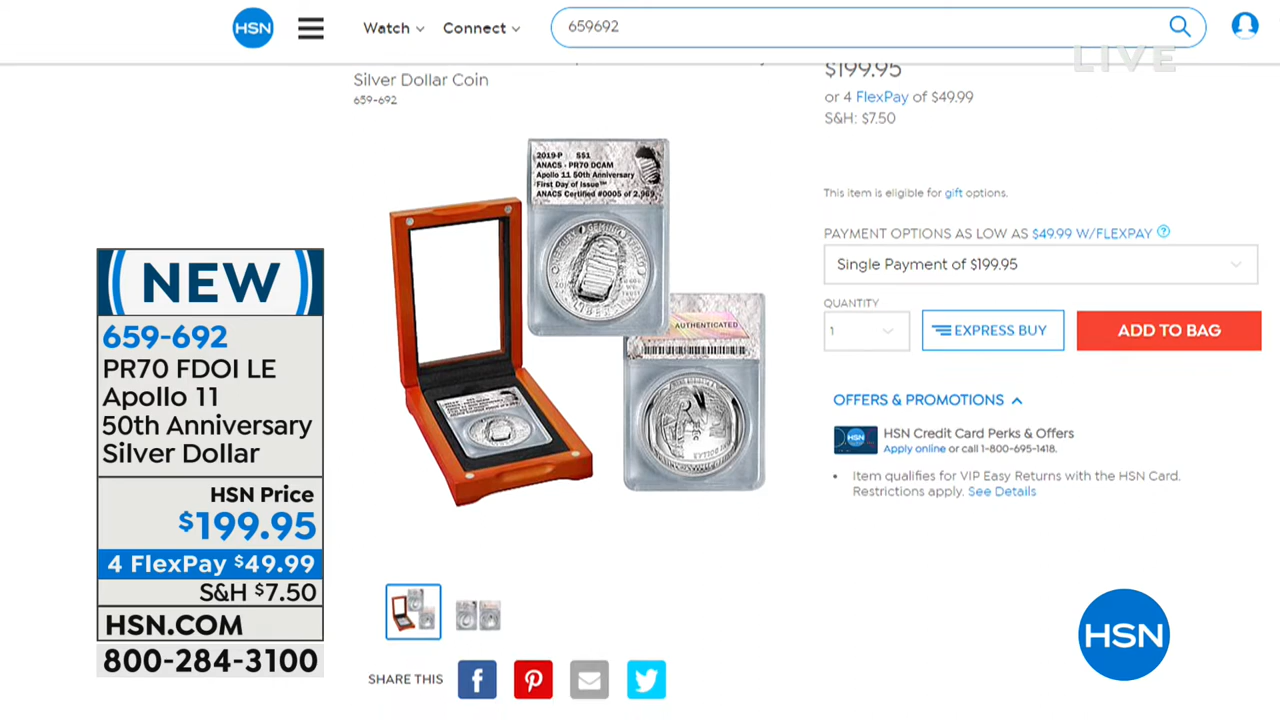 HSN
Watch
Connect
659692
LIVE
Silver Dollar Coin
659-692
$199.95
or 4 FlexPay of $49.99
S&H: $7.50
This item is eligible for gift options.
PAYMENT OPTIONS AS LOW AS $49.99 W/FLEXPAY ?
Single Payment of $199.95
QUANTITY
1
EXPRESS BUY
ADD TO BAG
OFFERS & PROMOTIONS
HSN
HSN Credit Card Perks & Offers
Apply online or call 1-800-695-1418.
• Item qualifies for VIP Easy Returns with the HSN Card.
Restrictions apply. See Details
2019-P S$1
ANACS - PR70 DCAM
Apollo 11 50th Anniversary
First Day of Issue™
ANACS Certified #0005 of 2,969
AUTHENTICATED
NEW
659-692
PR70 FDOI LE
Apollo 11
50th Anniversary
Silver Dollar
HSN Price
$199.95
4 FlexPay $49.99
S&H $7.50
HSN.COM
800-284-3100
SHARE THIS
HSN